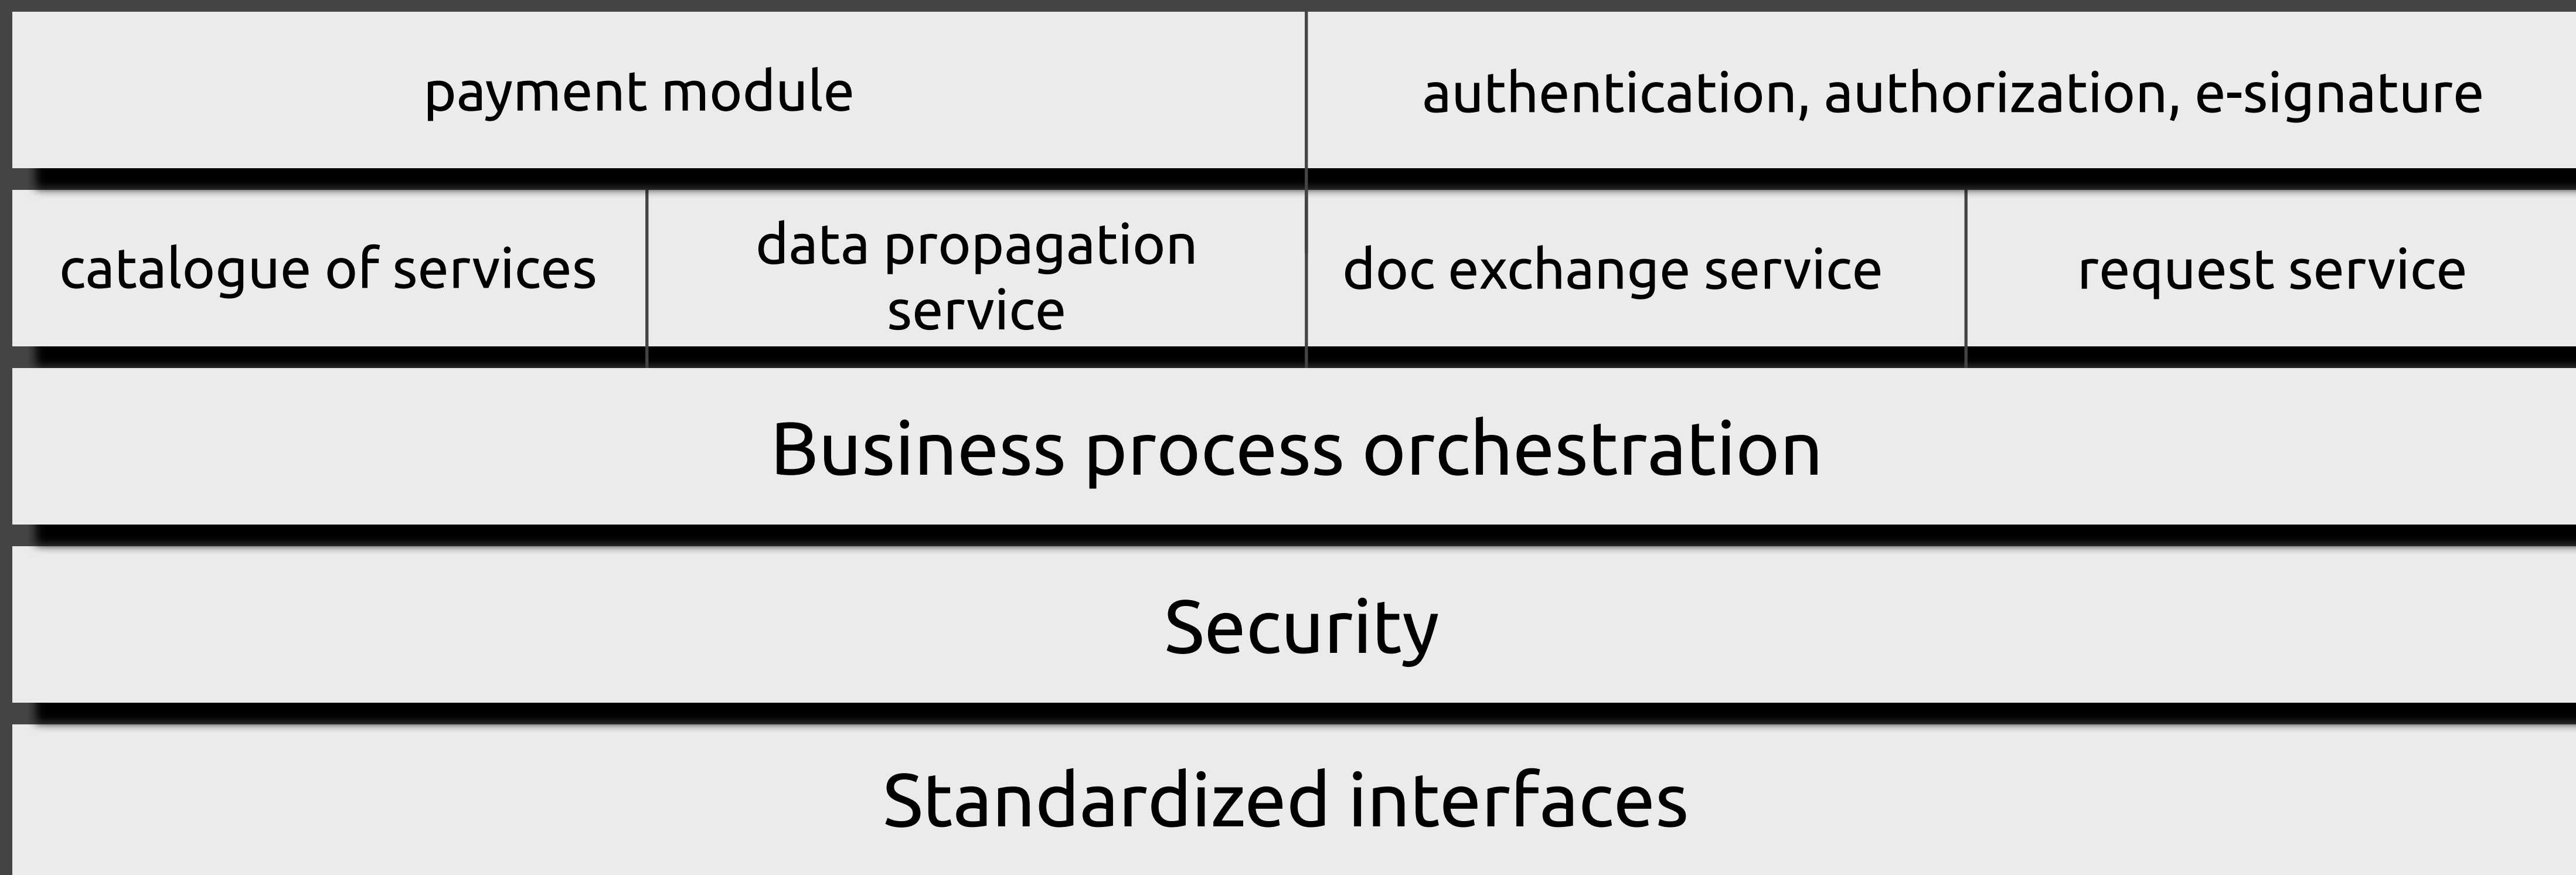 payment module
authentication, authorization, e-signature
catalogue of services
data propagation
service
doc exchange service
request service
Business process orchestration
Security
Standardized interfaces